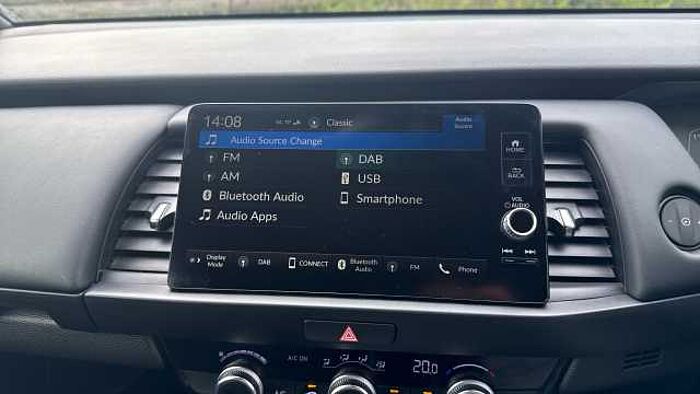 14:08 Classic Audio Source
Audio Source Change
HOME
FM DAB
BACK
AM USB
Bluetooth Audio Smartphone
VOL
AUDIO
Audio Apps
Display Mode DAB CONNECT Bluetooth Audio FM Phone
A/C ON 20.0